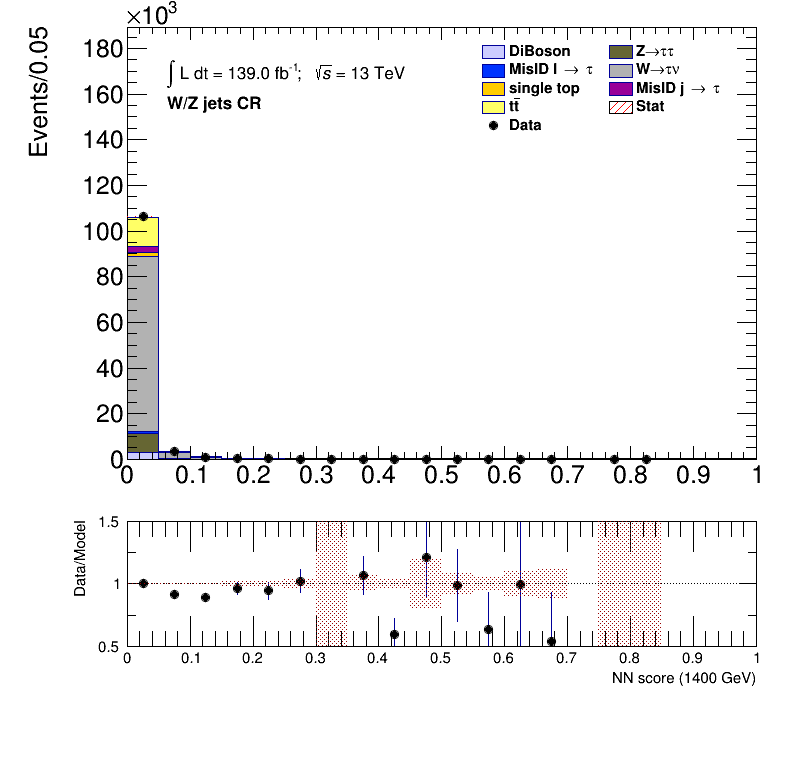 ×10³
Events/0.05
180
160
140
120
100
80
60
40
20
0
∫ L dt = 139.0 fb⁻¹; √s = 13 TeV
W/Z jets CR
DiBoson Z→ττ
MisID l → τ W→τν
single top MisID j → τ
tt̄ Stat
Data
0 0.1 0.2 0.3 0.4 0.5 0.6 0.7 0.8 0.9 1
Data/Model
1.5
1
0.5
0 0.1 0.2 0.3 0.4 0.5 0.6 0.7 0.8 0.9 1
NN score (1400 GeV)